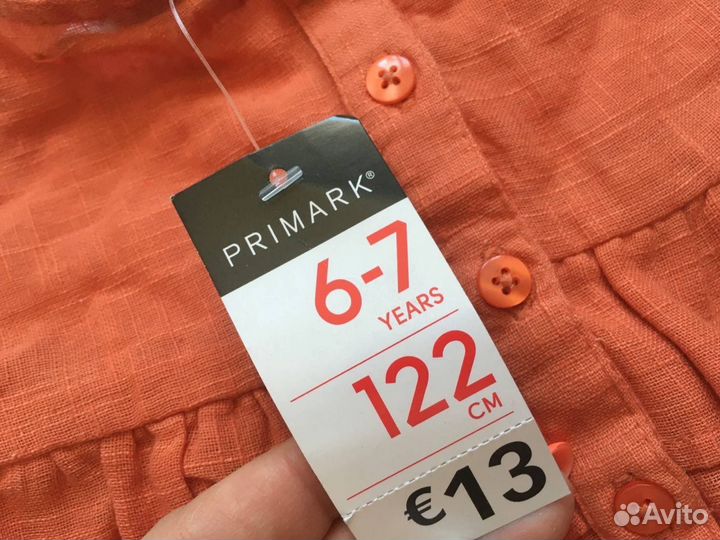 PRIMARK®
6-7
YEARS
122
CM
€13
Avito